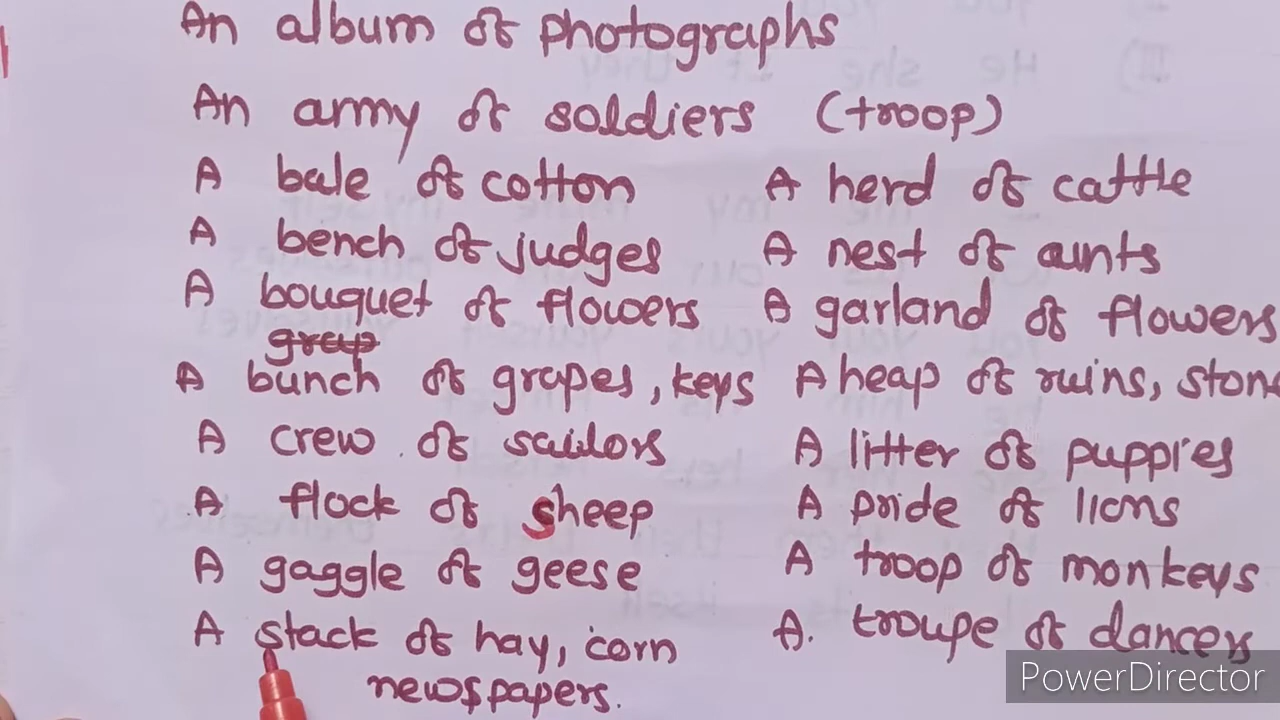 An album of photographs
An army of soldiers (troop)
A bale of cotton
A bench of judges
A bouquet of flowers
grap
A bunch of grapes, keys
A crew of sailors
A flock of sheep
A gaggle of geese
A stack of hay, corn
newspapers.
A herd of cattle
A nest of aunts
A garland of flowers
A heap of ruins, stone
A litter of puppies
A pride of lions
A troop of monkeys
A. troupe of dancers
PowerDirector